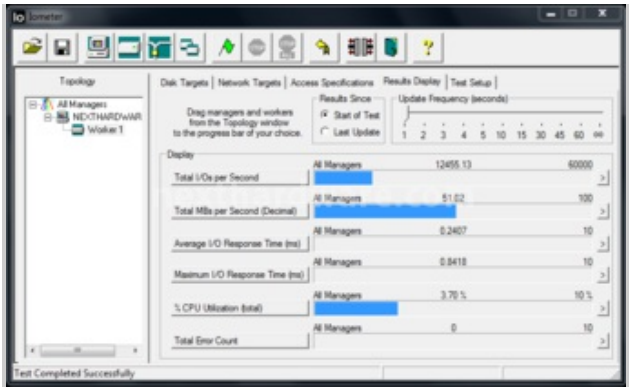 Io Iometer
Topology
All Managers
NEXTHARDWAR
Worker 1
Disk Targets Network Targets Access Specifications Results Display Test Setup
Drag managers and workers
from the Topology window
to the progress bar of your choice.
Results Since
Start of Test
Last Update
Update Frequency (seconds)
1 2 3 4 5 10 15 30 45 60 ∞
Display
All Managers 12455.13 60000
Total I/Os per Second >
All Managers 51.02 100
Total MBs per Second (Decimal) >
All Managers 0.2407 10
Average I/O Response Time (ms) >
All Managers 0.8418 10
Maximum I/O Response Time (ms) >
All Managers 3.70 % 10 %
% CPU Utilization (total) >
All Managers 0 10
Total Error Count >
Test Completed Successfully